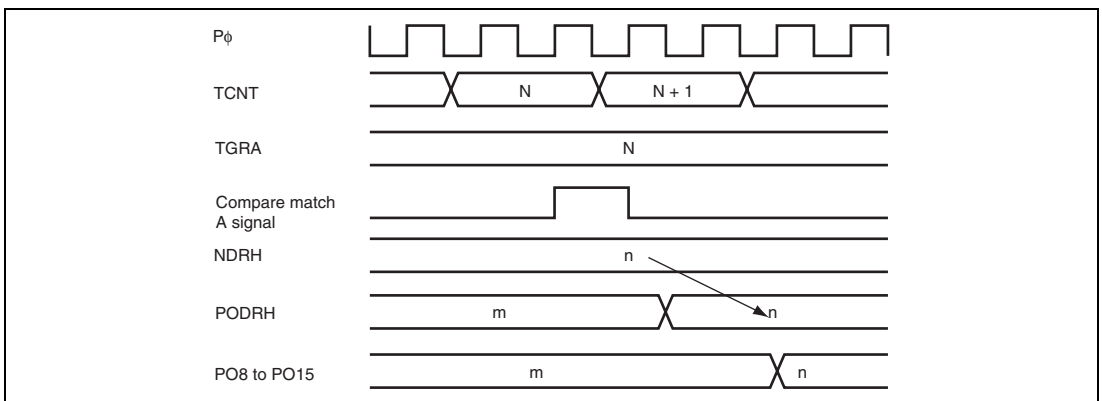 Pϕ
TCNT N N + 1
TGRA N
Compare match
A signal
NDRH n
PODRH m n
PO8 to PO15 m n